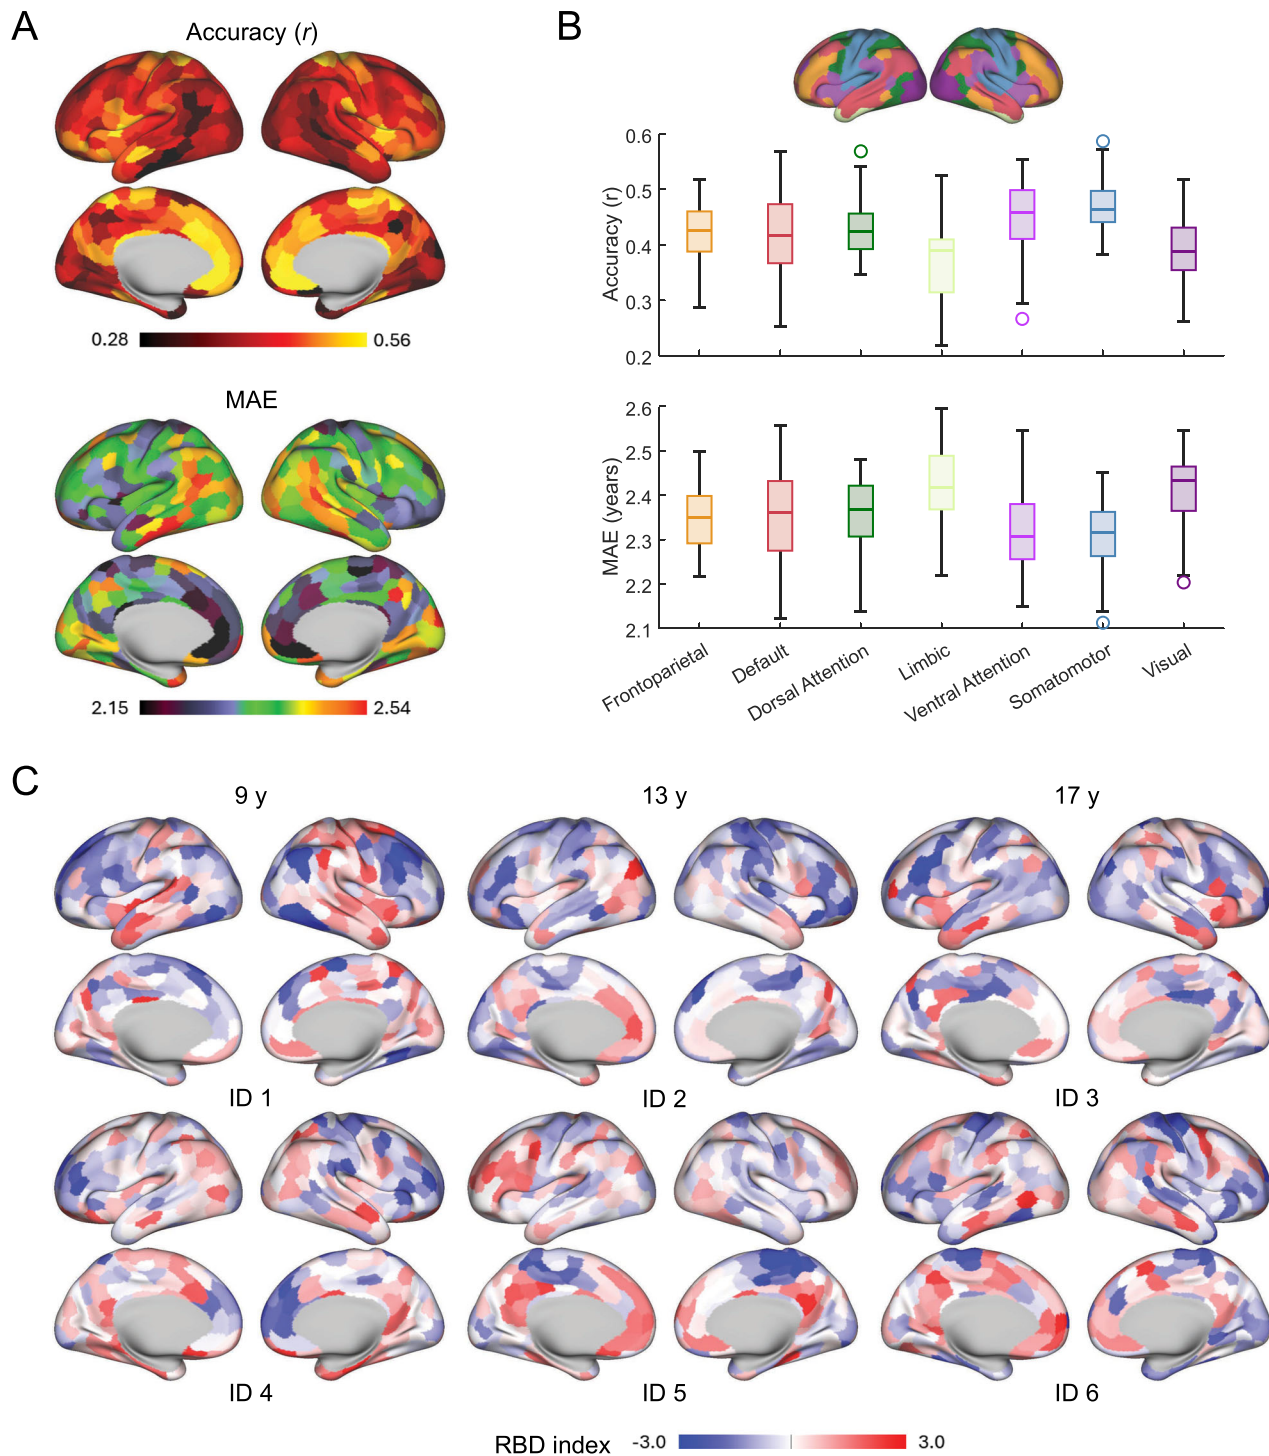 A
Accuracy (r)
0.28
0.56
MAE
2.15
2.54
B
0.6
0.5
0.4
0.3
0.2
Accuracy (r)
2.6
2.5
2.4
2.3
2.2
2.1
MAE (years)
Frontoparietal
Default
Dorsal Attention
Limbic
Ventral Attention
Somatomotor
Visual
C
9 y
13 y
17 y
ID 1
ID 2
ID 3
ID 4
ID 5
ID 6
RBD index
-3.0
3.0